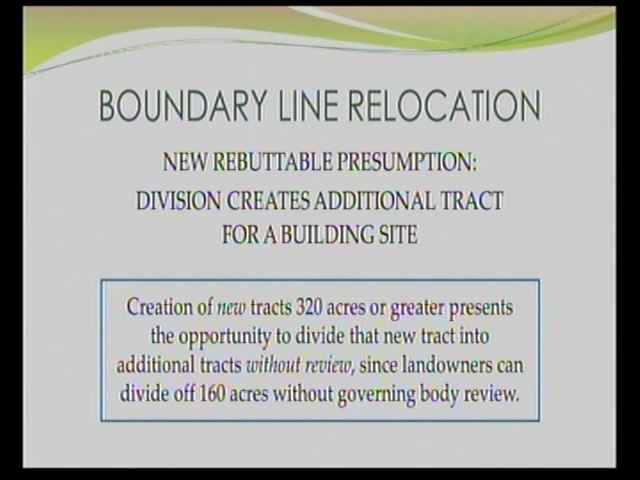 BOUNDARY LINE RELOCATION
NEW REBUTTABLE PRESUMPTION:
DIVISION CREATES ADDITIONAL TRACT
FOR A BUILDING SITE
Creation of new tracts 320 acres or greater presents
the opportunity to divide that new tract into
additional tracts without review, since landowners can
divide off 160 acres without governing body review.